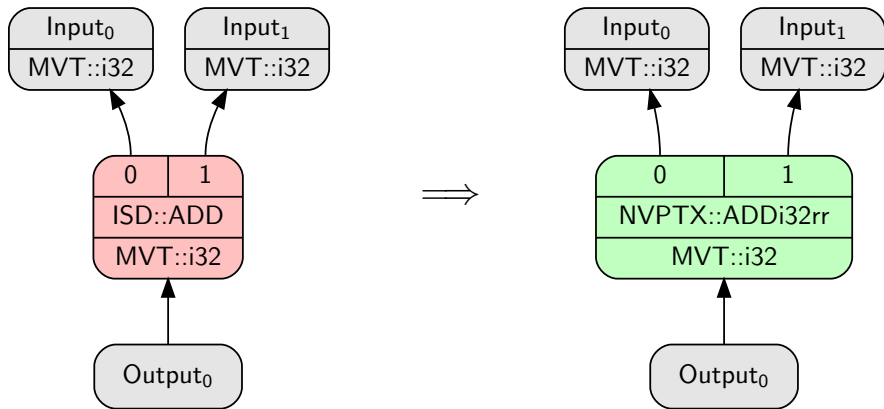 Input₀ Input₁ Input₀ Input₁
MVT::i32 MVT::i32 MVT::i32 MVT::i32
0 1 0 1
ISD::ADD ⟹ NVPTX::ADDi32rr
MVT::i32 MVT::i32
Output₀ Output₀